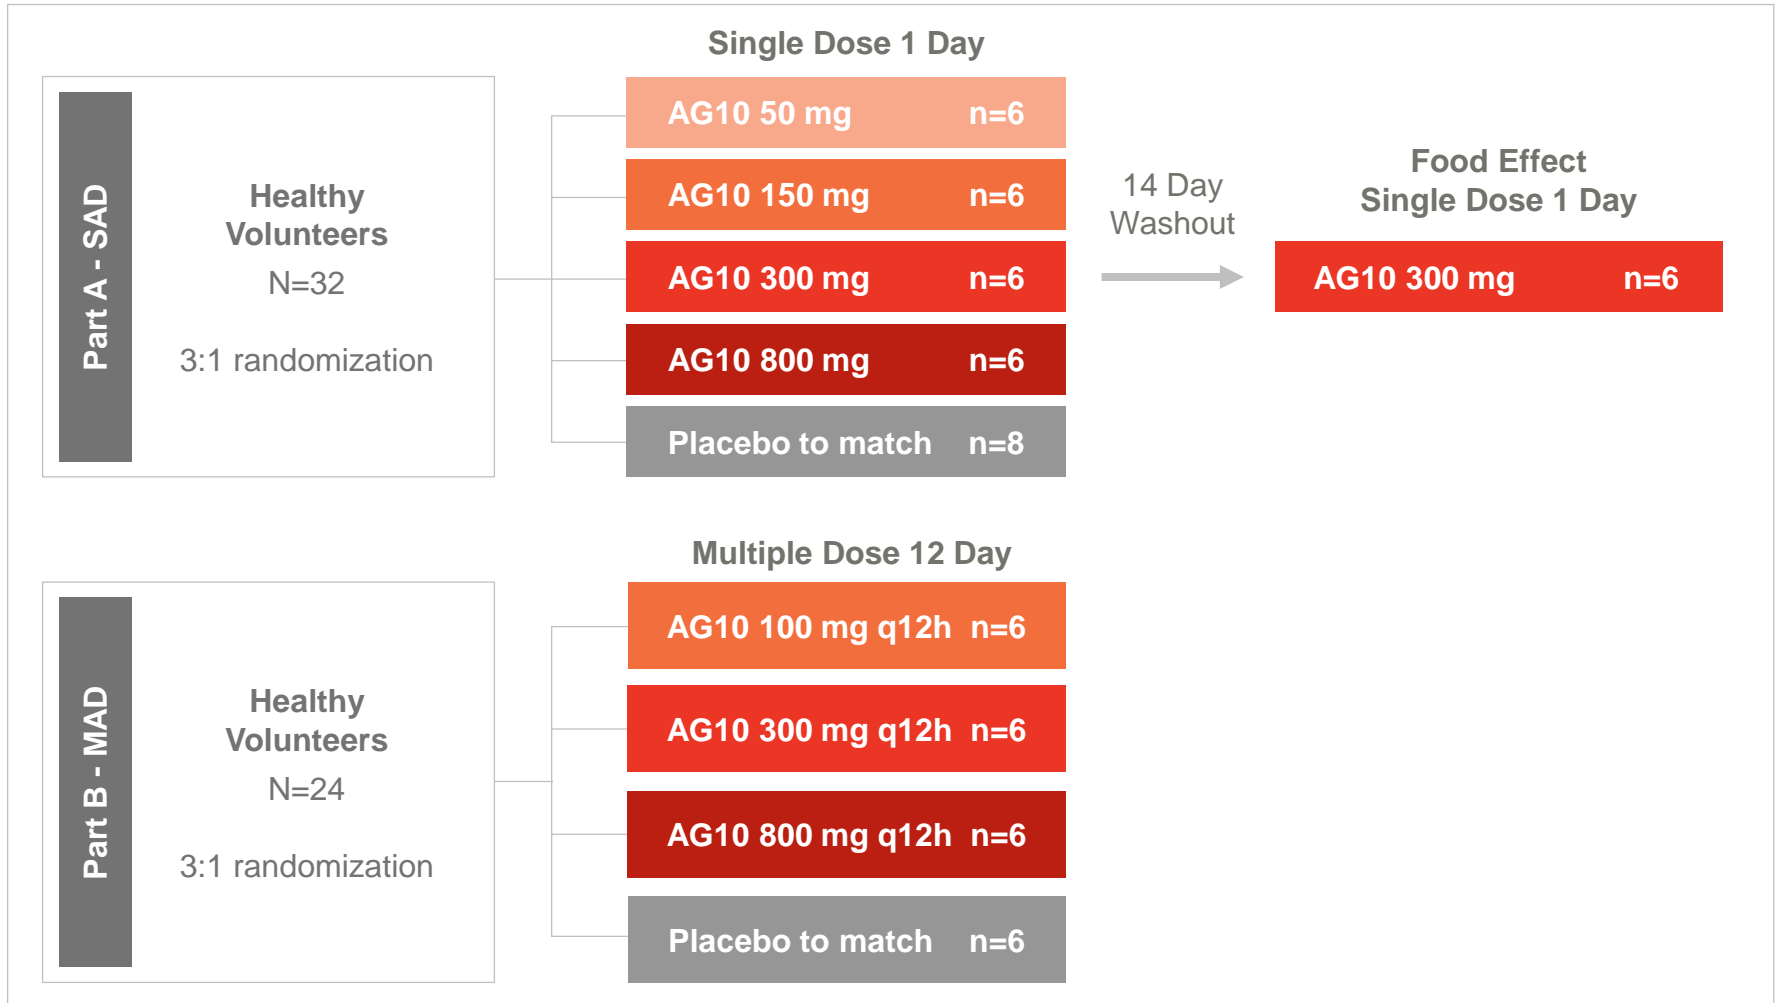 Single Dose 1 Day
Part A - SAD
Healthy
Volunteers
N=32
3:1 randomization
AG10 50 mg n=6
AG10 150 mg n=6
AG10 300 mg n=6
AG10 800 mg n=6
Placebo to match n=8
14 Day
Washout
Food Effect
Single Dose 1 Day
AG10 300 mg n=6
Multiple Dose 12 Day
Part B - MAD
Healthy
Volunteers
N=24
3:1 randomization
AG10 100 mg q12h n=6
AG10 300 mg q12h n=6
AG10 800 mg q12h n=6
Placebo to match n=6